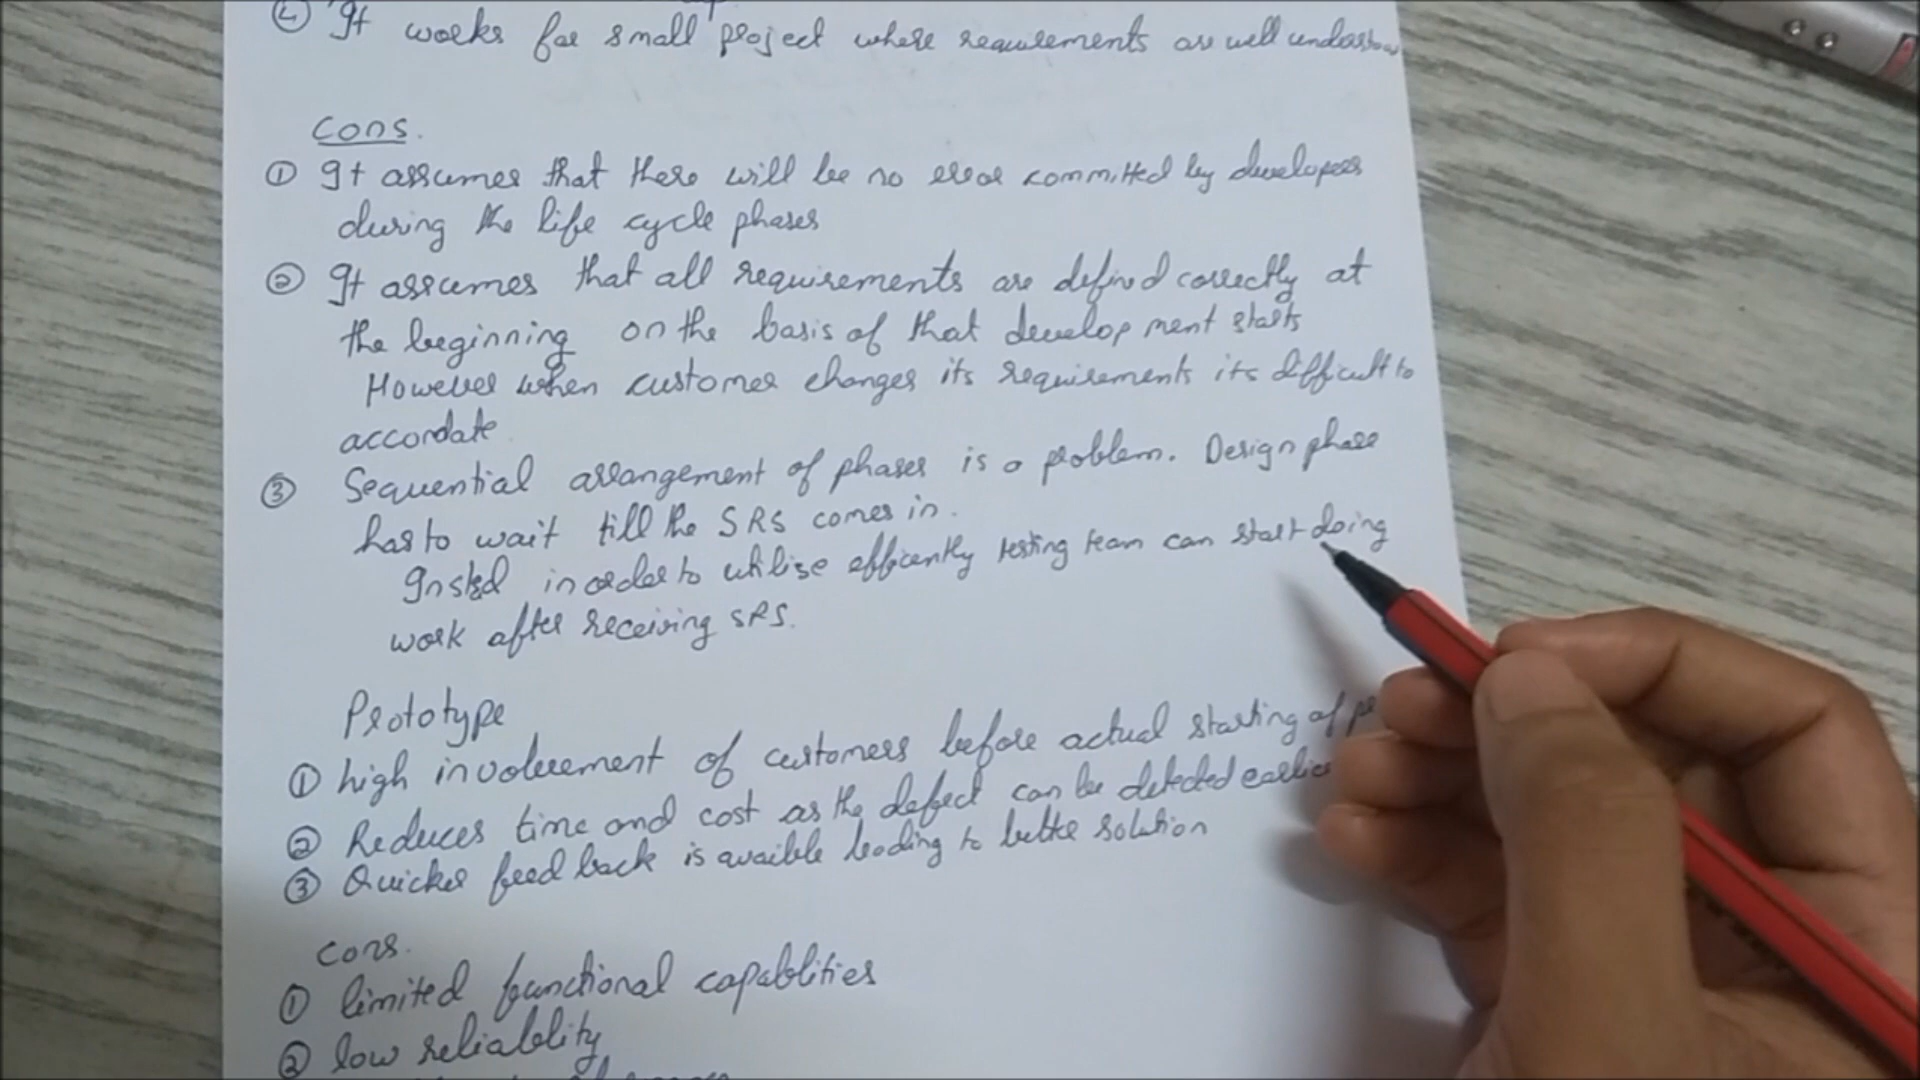 ④ It works for small project where requirements are well
Cons.
① It assumes that there will be no error committed by developers
during the life cycle phases
② It assumes that all requirements are defined correctly at
the beginning on the basis of that development starts
However when customer changes its requirements its difficult to
accordate
③ Sequential arrangement of phases is a problem. Design phase
has to wait till the SRS comes in.
in order to utilise efficently testing team can start doing
work after receiving SRS.
Prototype
① high involvement of customers before actual starting of
② Reduces time and cost as the defect can be detected earlier
③ Quicker feed back is avaible leading to better solution
Cons.
① limited functional capablities
② low reliablity